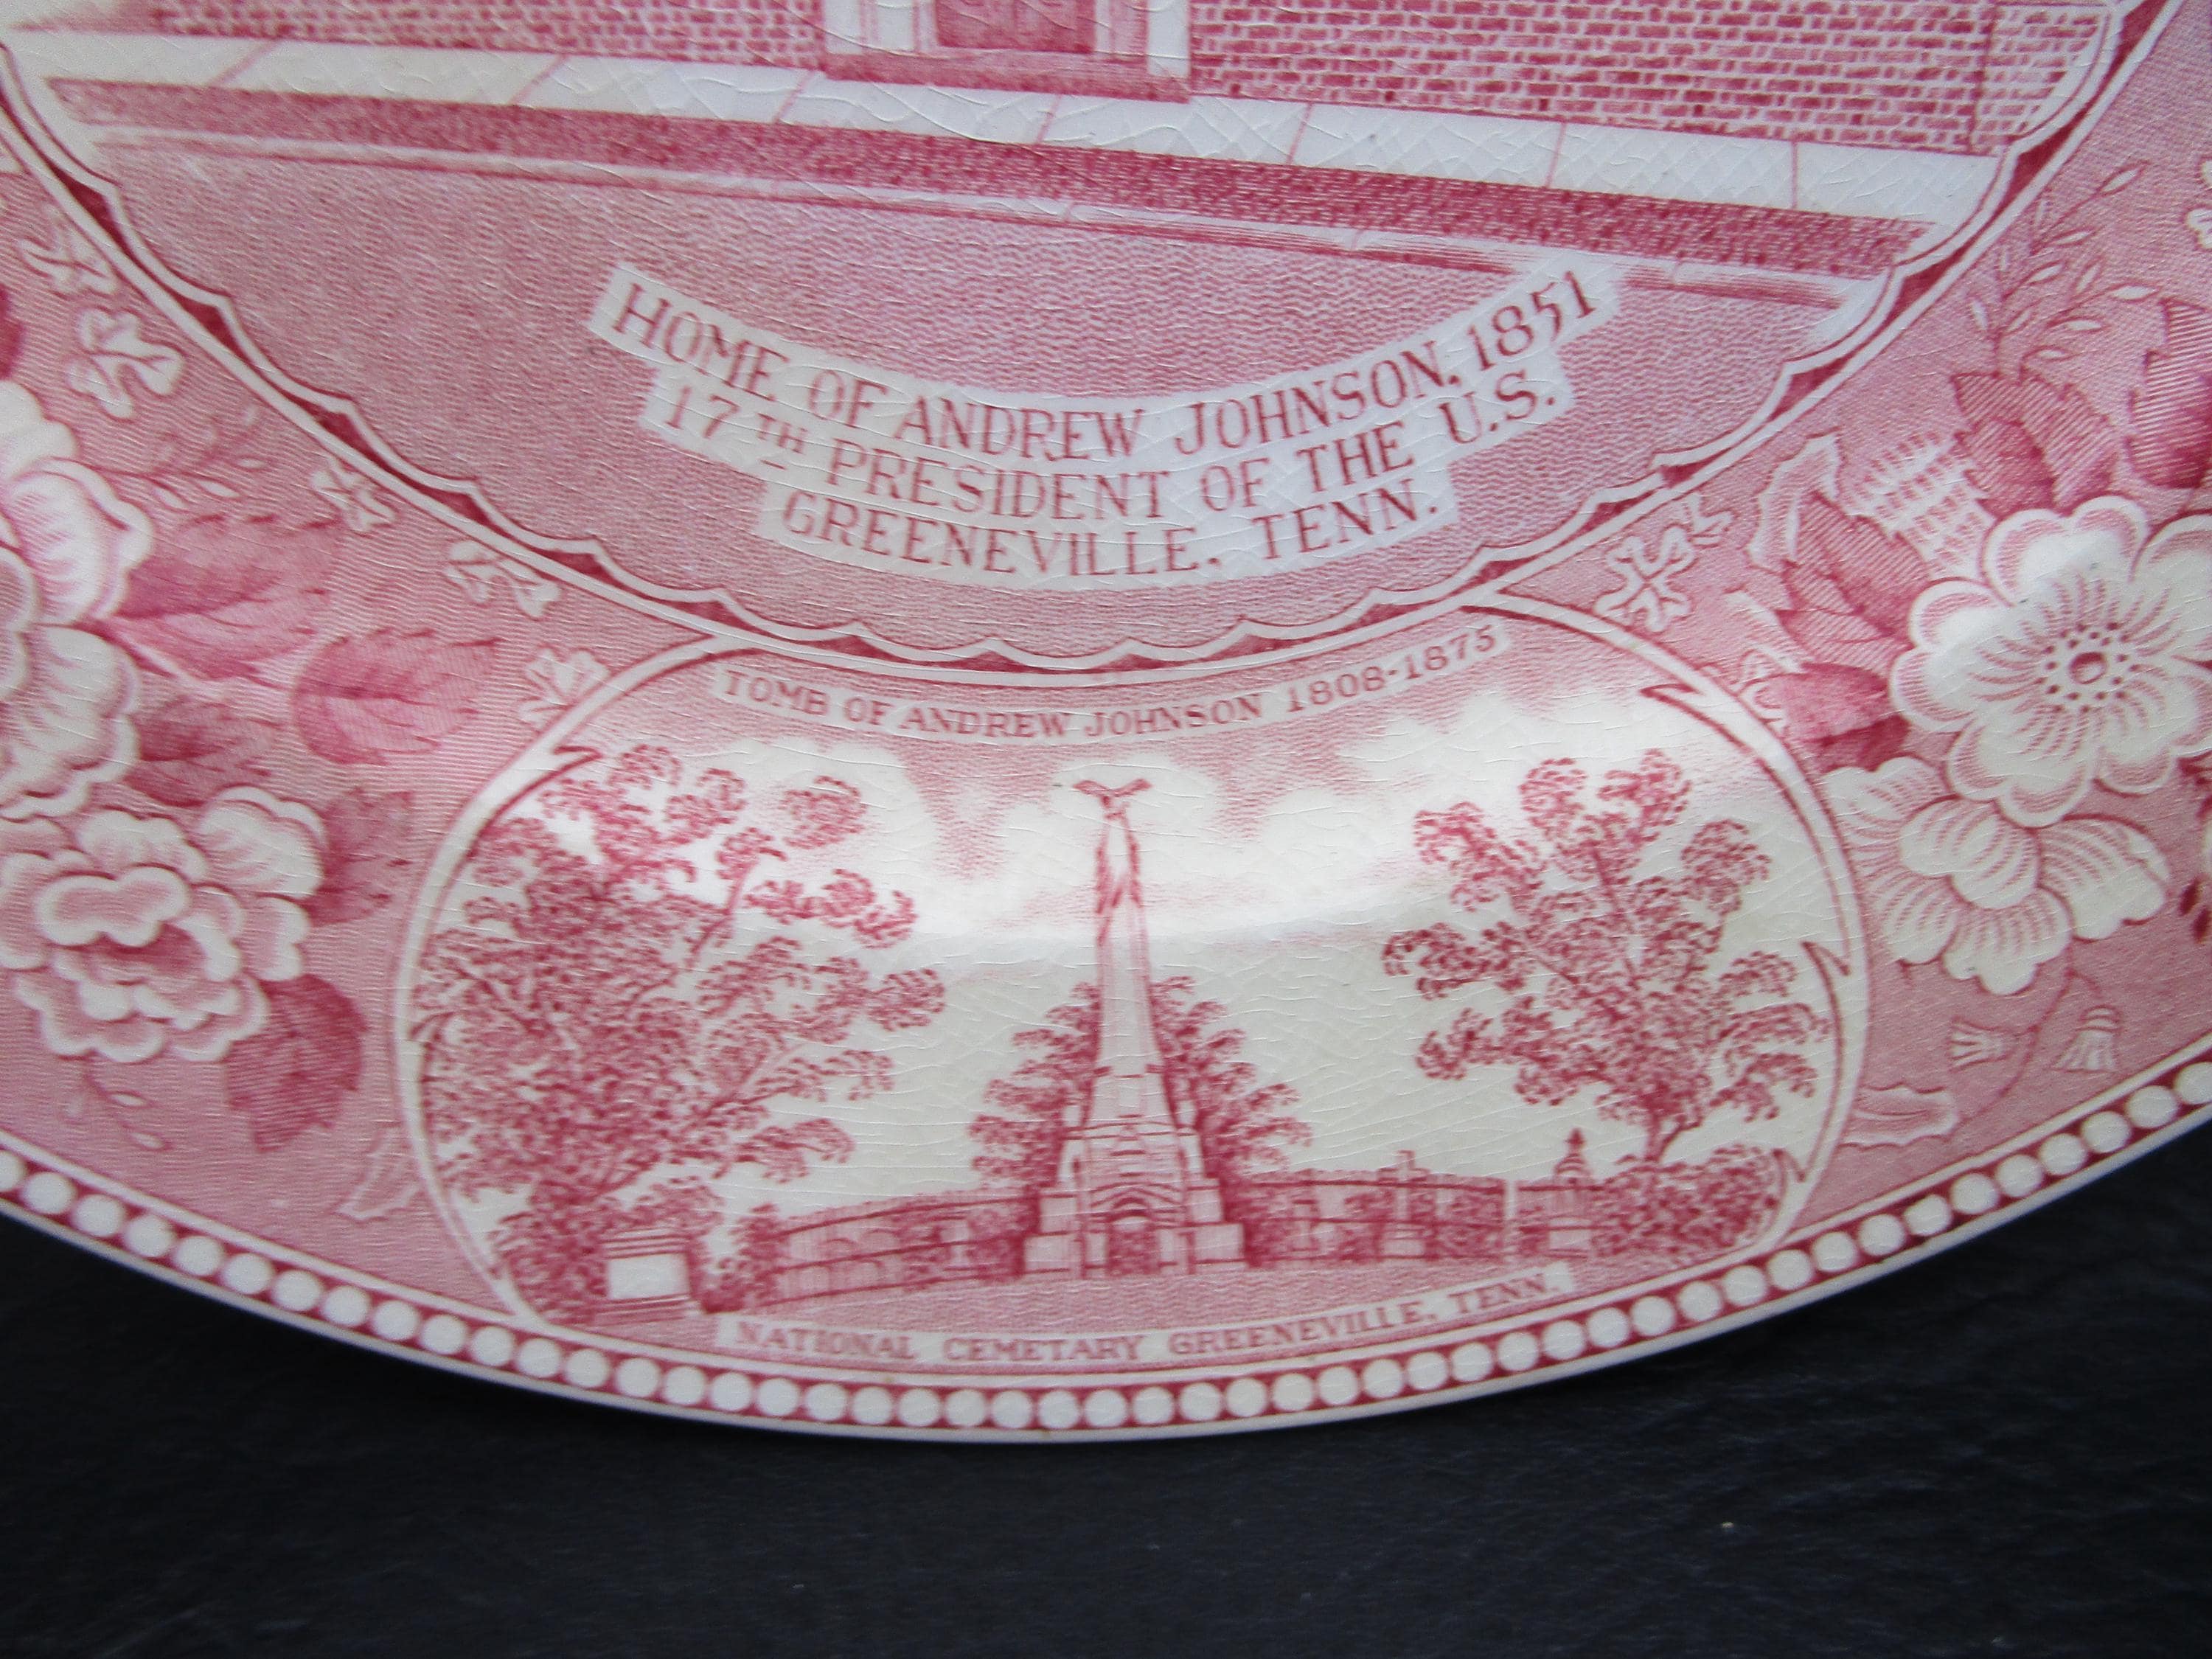 HOME OF ANDREW JOHNSON, 1851
17TH PRESIDENT OF THE U.S.
GREENEVILLE, TENN.
TOMB OF ANDREW JOHNSON 1808-1875
NATIONAL CEMETARY GREENEVILLE, TENN.